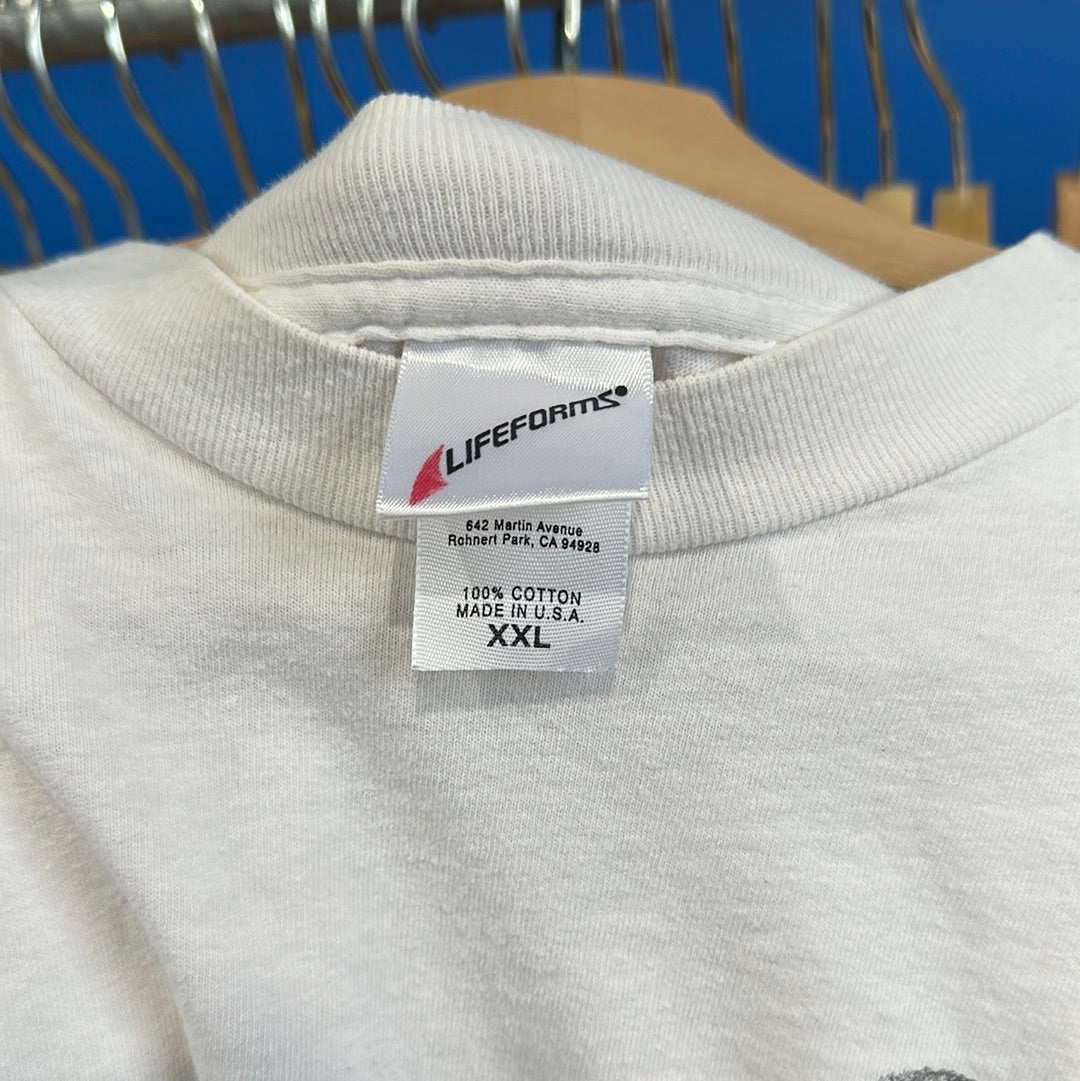 LIFEFORMS
642 Martin Avenue
Rohnert Park, CA 94928
100% COTTON
MADE IN U.S.A.
XXL